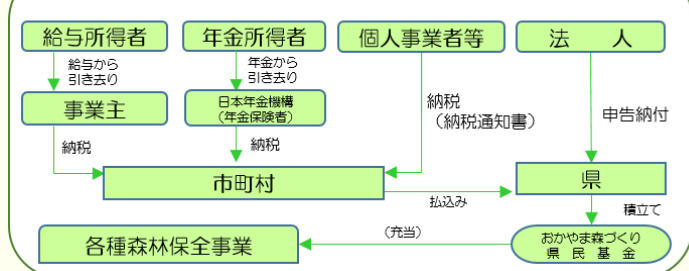 給与所得者
年金所得者
個人事業者等
法　人
給与から
引き去り
年金から
引き去り
事業主
日本年金機構
（年金保険者）
納税
（納税通知書）
申告納付
納税
納税
市町村
県
払込み
積立て
各種森林保全事業
（充当）
おかやま森づくり
県 民 基 金